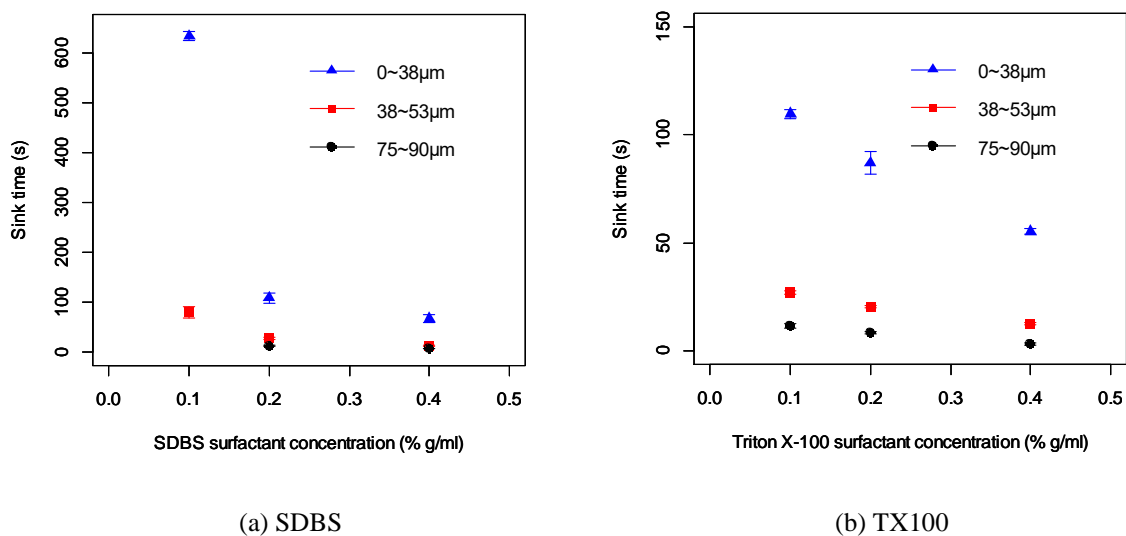 600
500
400
300
200
100
0
Sink time (s)
0~38µm
38~53µm
75~90µm
0.0 0.1 0.2 0.3 0.4 0.5
SDBS surfactant concentration (% g/ml)
(a) SDBS
150
100
50
0
Sink time (s)
0~38µm
38~53µm
75~90µm
0.0 0.1 0.2 0.3 0.4 0.5
Triton X-100 surfactant concentration (% g/ml)
(b) TX100